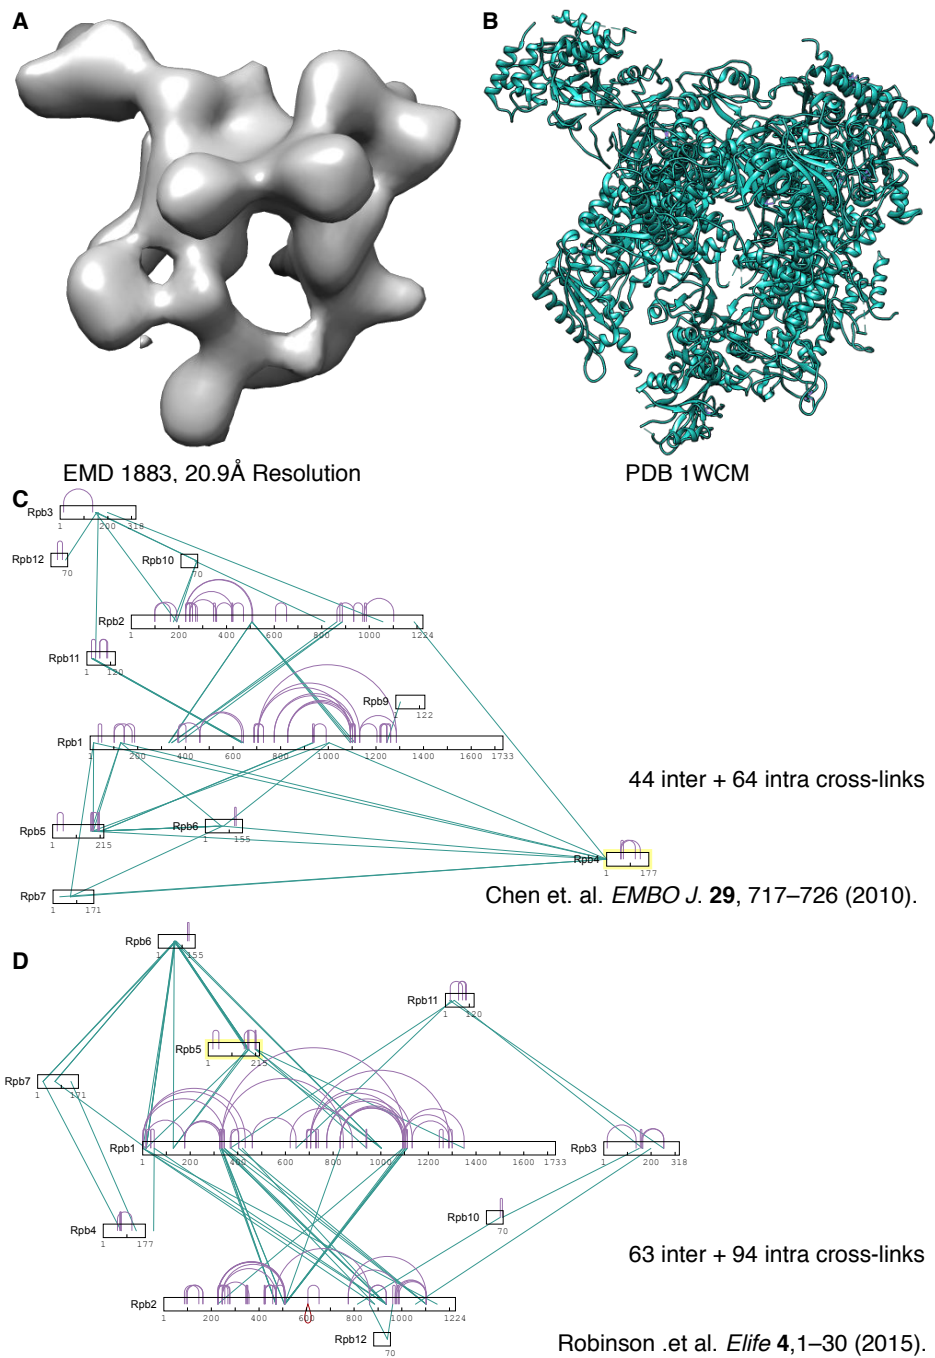 A
B
EMD 1883, 20.9Å Resolution
PDB 1WCM
C
Rpb3
1 200 318
Rpb12
70
Rpb10
70
Rpb2
1 200 400 600 800 1000 1224
Rpb11
1 120
Rpb9
1 122
Rpb1
1 200 400 600 800 1000 1200 1400 1600 1733
44 inter + 64 intra cross-links
Rpb5
1 215
Rpb6
1 155
Rpb4
1 177
Rpb7
1 171
Chen et. al. EMBO J. 29, 717–726 (2010).
D
Rpb6
1 155
Rpb11
1 120
Rpb5
1 215
Rpb7
1 171
Rpb1
1 200 400 600 800 1000 1200 1400 1733
Rpb3
1 200 318
Rpb4
1 177
Rpb10
70
63 inter + 94 intra cross-links
Rpb2
1 200 400 600 800 1000 1224
Rpb12
70
Robinson .et al. Elife 4,1–30 (2015).